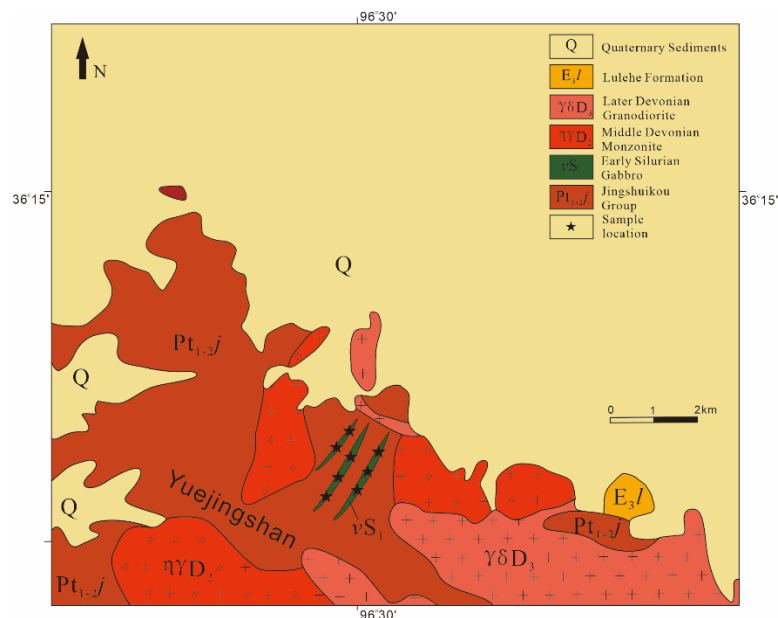 96°30'
N
Q Quaternary Sediments
E₃l Lulehe Formation
γδD₃ Later Devonian
Granodiorite
ηγD₂ Middle Devonian
Monzonite
νS Early Silurian
Gabbro
Pt₁₋₂j Jingshuikou
Group
Sample
location
36°15'
36°15'
Q
Pt₁₋₂j
Q
0 1 2km
Q
Yuejingshan
νS₁
E₃l
Pt₁₋₂j
γδD₃
ηγD₂
Pt₁₋₂j
96°30'